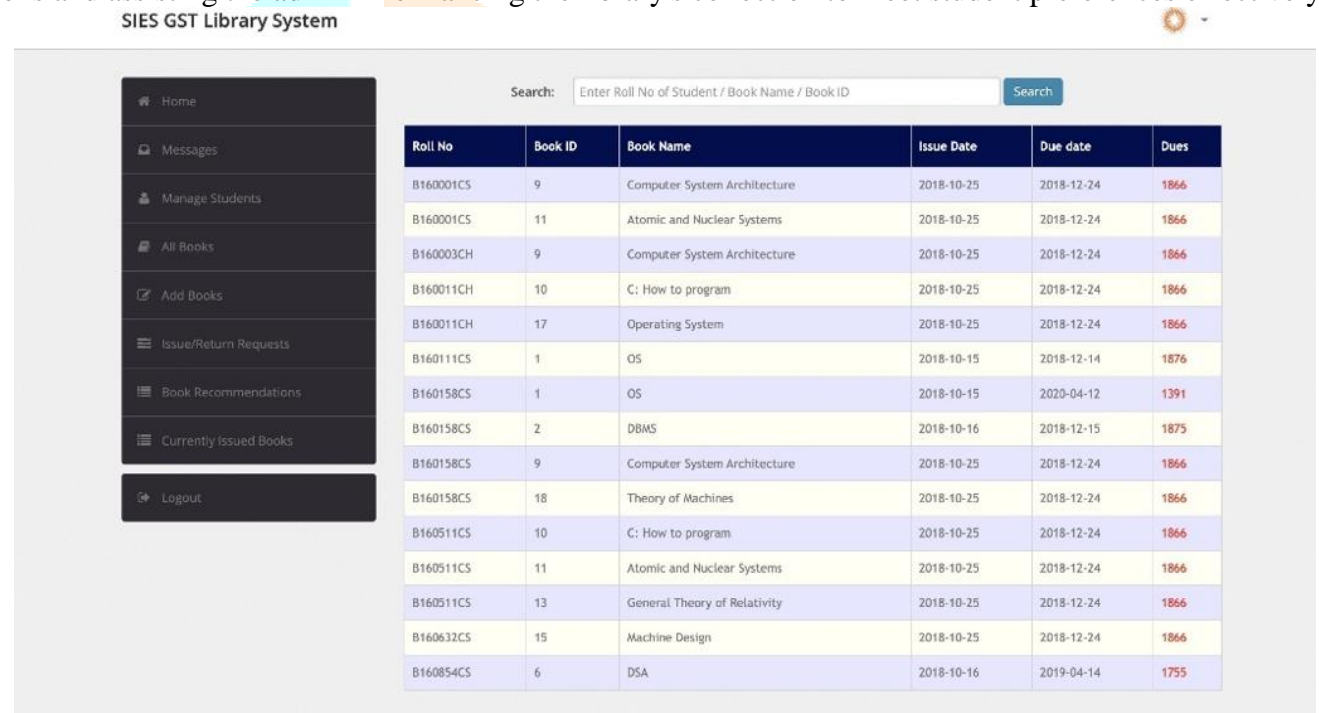 SIES GST Library System
Home
Messages
Manage Students
All Books
Add Books
Issue/Return Requests
Book Recommendations
Currently Issued Books
Logout
Search: Enter Roll No of Student / Book Name / Book ID Search
Roll No Book ID Book Name Issue Date Due date Dues
B160001CS 9 Computer System Architecture 2018-10-25 2018-12-24 1866
B160001CS 11 Atomic and Nuclear Systems 2018-10-25 2018-12-24 1866
B160003CH 9 Computer System Architecture 2018-10-25 2018-12-24 1866
B160011CH 10 C: How to program 2018-10-25 2018-12-24 1866
B160011CH 17 Operating System 2018-10-25 2018-12-24 1866
B160111CS 1 OS 2018-10-15 2018-12-14 1876
B160158CS 1 OS 2018-10-15 2020-04-12 1391
B160158CS 2 DBMS 2018-10-16 2018-12-15 1875
B160158CS 9 Computer System Architecture 2018-10-25 2018-12-24 1866
B160158CS 18 Theory of Machines 2018-10-25 2018-12-24 1866
B160511CS 10 C: How to program 2018-10-25 2018-12-24 1866
B160511CS 11 Atomic and Nuclear Systems 2018-10-25 2018-12-24 1866
B160511CS 13 General Theory of Relativity 2018-10-25 2018-12-24 1866
B160632CS 15 Machine Design 2018-10-25 2018-12-24 1866
B160854CS 6 DSA 2018-10-16 2019-04-14 1755